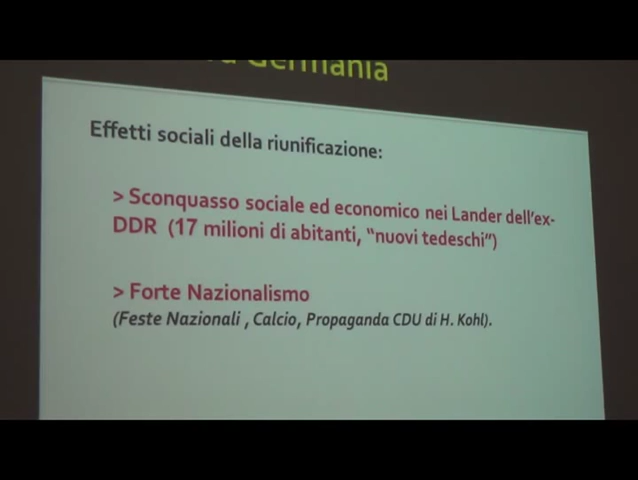 Germania
Effetti sociali della riunificazione:
> Sconquasso sociale ed economico nei Lander dell'ex-
DDR (17 milioni di abitanti, "nuovi tedeschi")
> Forte Nazionalismo
(Feste Nazionali , Calcio, Propaganda CDU di H. Kohl).